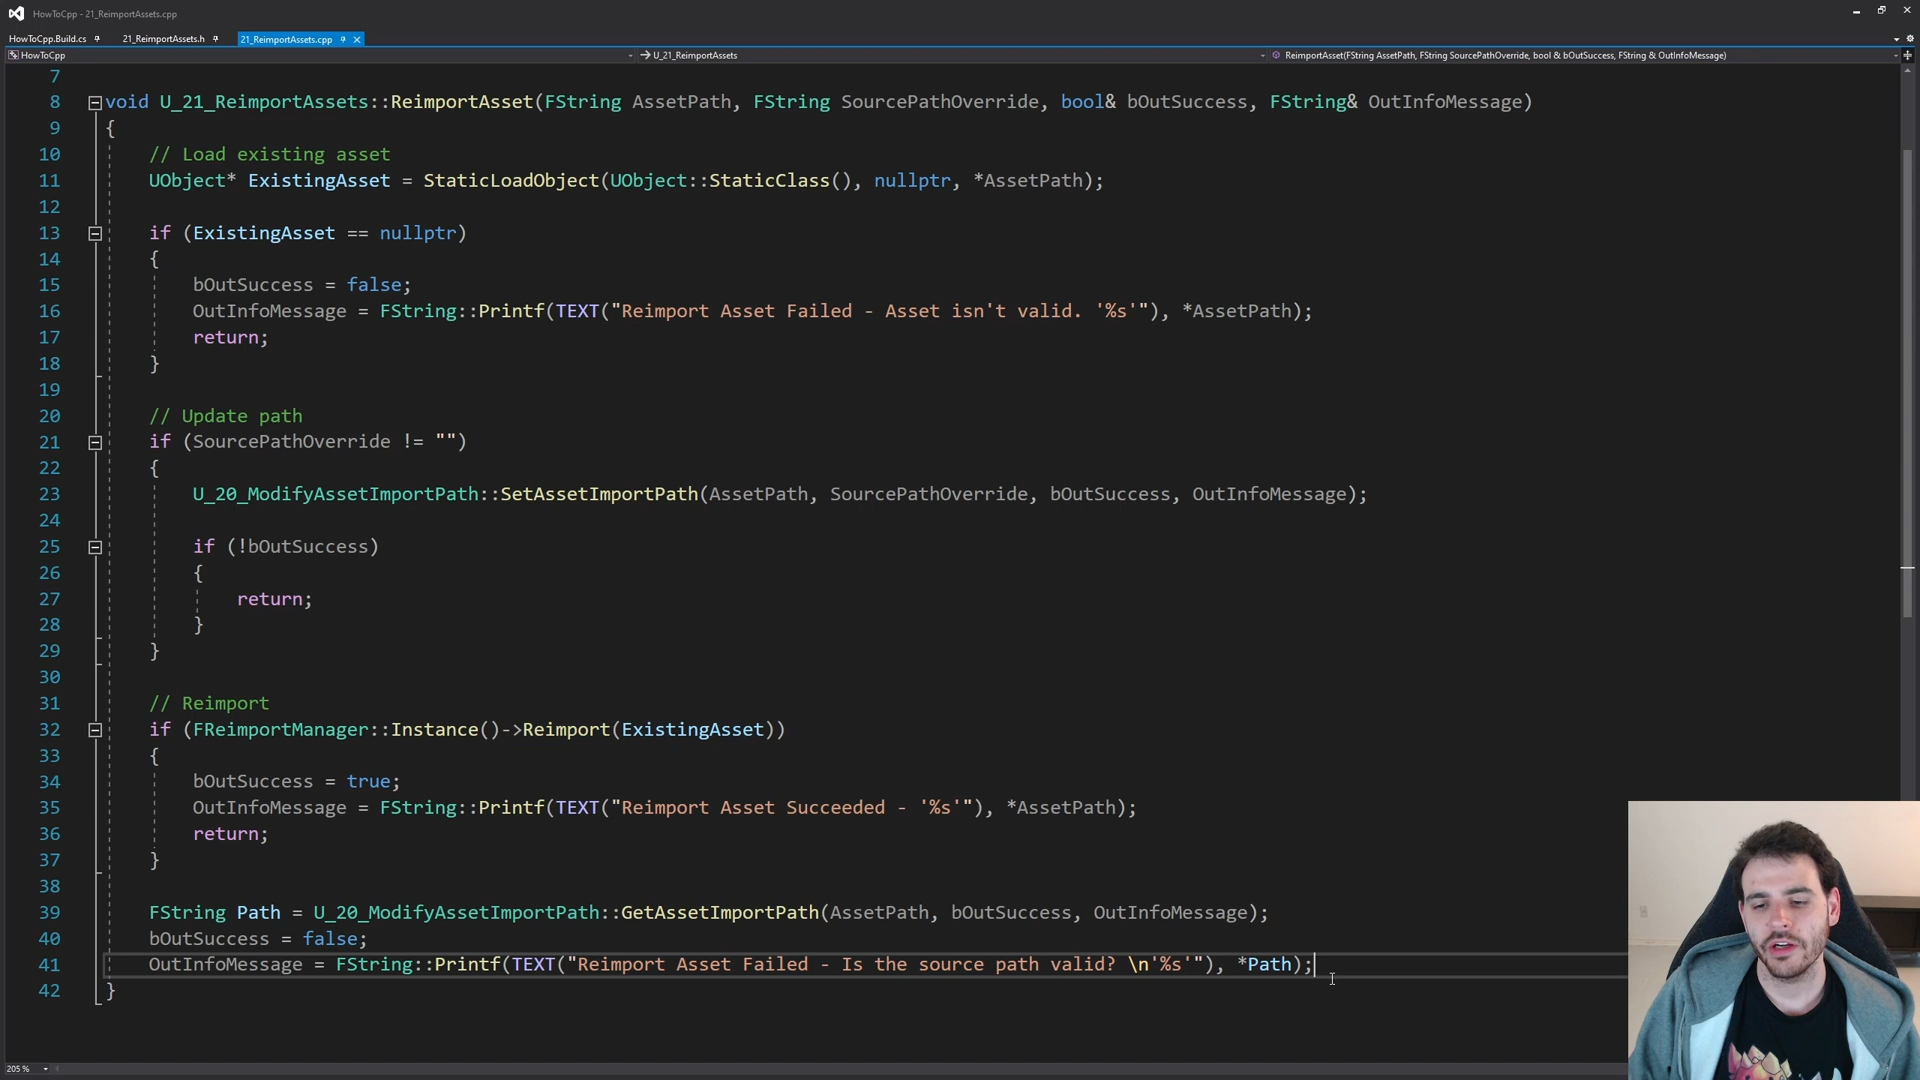 HowToCpp - 21_ReimportAssets.cpp
HowToCpp.Build.cs 21_ReimportAssets.h 21_ReimportAssets.cpp
HowToCpp U_21_ReimportAssets ReimportAsset(FString AssetPath, FString SourcePathOverride, bool & bOutSuccess, FString & OutInfoMessage)
7
8 void U_21_ReimportAssets::ReimportAsset(FString AssetPath, FString SourcePathOverride, bool& bOutSuccess, FString& OutInfoMessage)
9 {
10 // Load existing asset
11 UObject* ExistingAsset = StaticLoadObject(UObject::StaticClass(), nullptr, *AssetPath);
12
13 if (ExistingAsset == nullptr)
14 {
15 bOutSuccess = false;
16 OutInfoMessage = FString::Printf(TEXT("Reimport Asset Failed - Asset isn't valid. '%s'"), *AssetPath);
17 return;
18 }
19
20 // Update path
21 if (SourcePathOverride != "")
22 {
23 U_20_ModifyAssetImportPath::SetAssetImportPath(AssetPath, SourcePathOverride, bOutSuccess, OutInfoMessage);
24
25 if (!bOutSuccess)
26 {
27 return;
28 }
29 }
30
31 // Reimport
32 if (FReimportManager::Instance()->Reimport(ExistingAsset))
33 {
34 bOutSuccess = true;
35 OutInfoMessage = FString::Printf(TEXT("Reimport Asset Succeeded - '%s'"), *AssetPath);
36 return;
37 }
38
39 FString Path = U_20_ModifyAssetImportPath::GetAssetImportPath(AssetPath, bOutSuccess, OutInfoMessage);
40 bOutSuccess = false;
41 OutInfoMessage = FString::Printf(TEXT("Reimport Asset Failed - Is the source path valid? \n'%s'"), *Path);
42 }
205 %